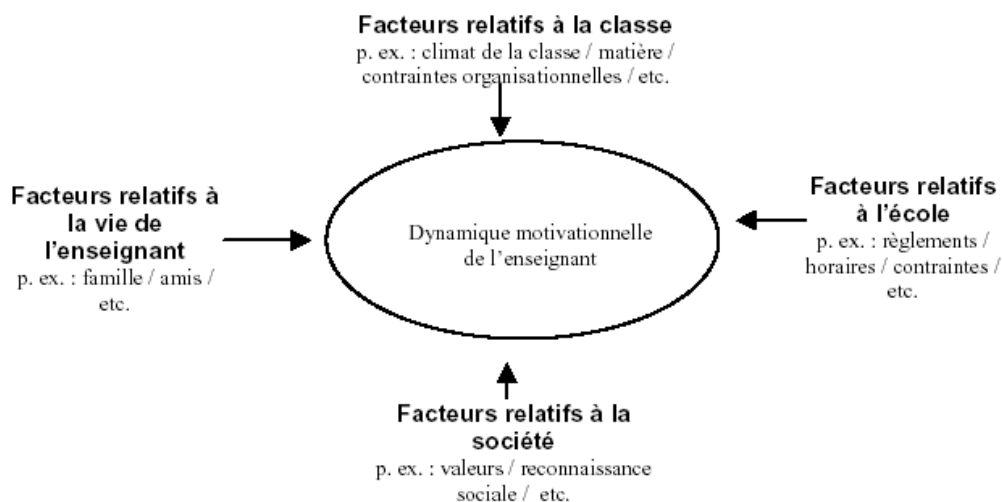 Facteurs relatifs à la classe
p. ex. : climat de la classe / matière /
contraintes organisationnelles / etc.
Facteurs relatifs à
la vie de
l'enseignant
p. ex. : famille / amis /
etc.
Dynamique motivationnelle
de l'enseignant
Facteurs relatifs
à l'école
p. ex. : règlements /
horaires / contraintes /
etc.
Facteurs relatifs à la
société
p. ex. : valeurs / reconnaissance
sociale / etc.